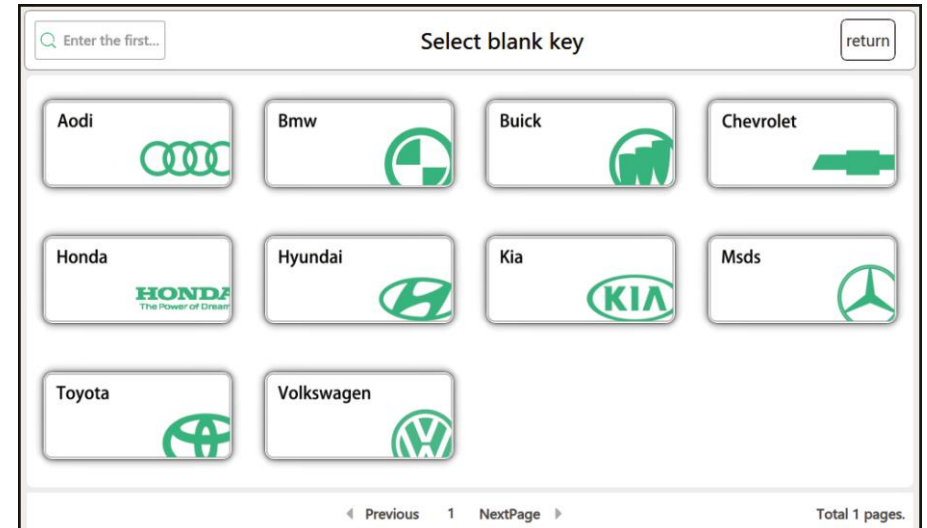 Enter the first...
Select blank key
return
Aodi
Bmw
Buick
Chevrolet
Honda
HONDA
The Power of Dream
Hyundai
Kia
KIA
Msds
Toyota
Volkswagen
Previous 1 NextPage
Total 1 pages.